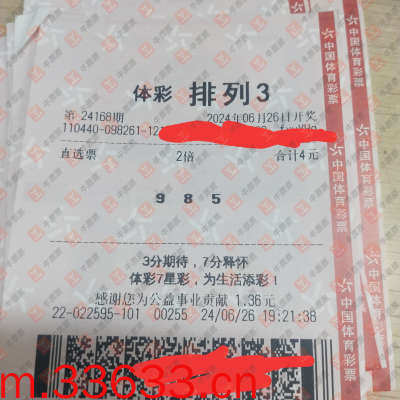 体彩 排列3
第 24168期 2024年06月26日开奖
110440-098261-121
直选票 2倍 合计4元
9 8 5
3分期待，7分释怀
体彩7星彩，为生活添彩！
感谢您为公益事业贡献 1.36元
22-022595-101 00255 24/06/26 19:21:38
m.33633.cn
中国体育彩票
中国体育彩票
中国体育彩票